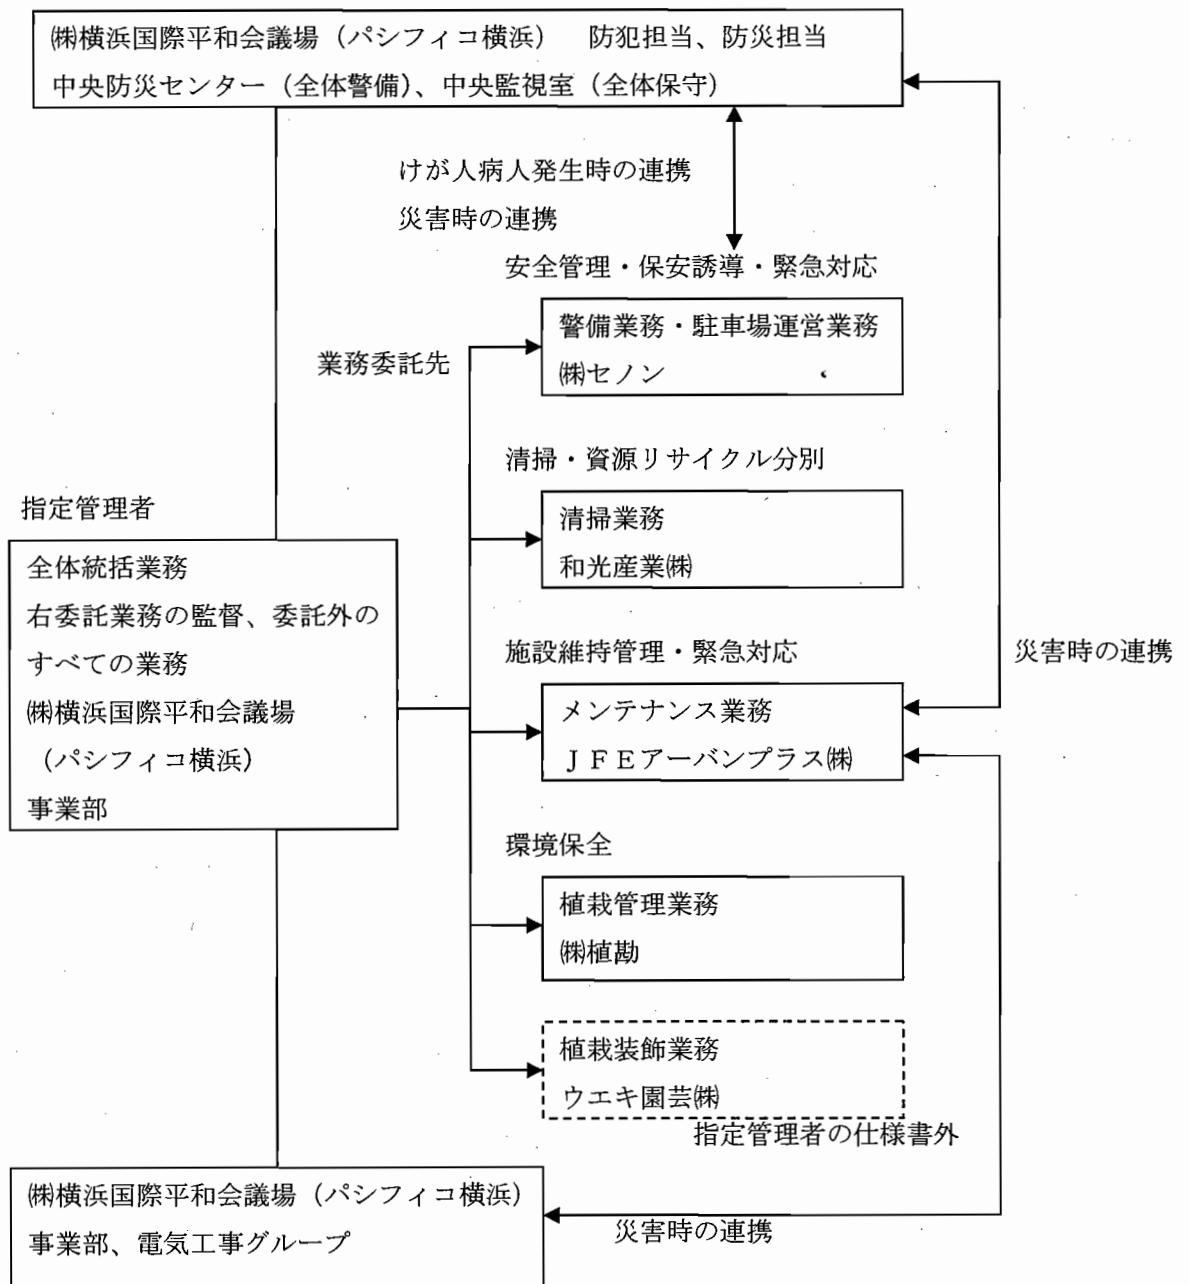 ㈱横浜国際平和会議場（パシフィコ横浜）　防犯担当、防災担当
中央防災センター（全体警備）、中央監視室（全体保守）
けが人病人発生時の連携
災害時の連携
安全管理・保安誘導・緊急対応
警備業務・駐車場運営業務
㈱セノン
業務委託先
清掃・資源リサイクル分別
清掃業務
和光産業㈱
指定管理者
全体統括業務
右委託業務の監督、委託外の
すべての業務
㈱横浜国際平和会議場
（パシフィコ横浜）
事業部
施設維持管理・緊急対応
メンテナンス業務
ＪＦＥアーバンプラス㈱
災害時の連携
環境保全
植栽管理業務
㈱植勘
植栽装飾業務
ウエキ園芸㈱
指定管理者の仕様書外
㈱横浜国際平和会議場（パシフィコ横浜）
事業部、電気工事グループ
災害時の連携